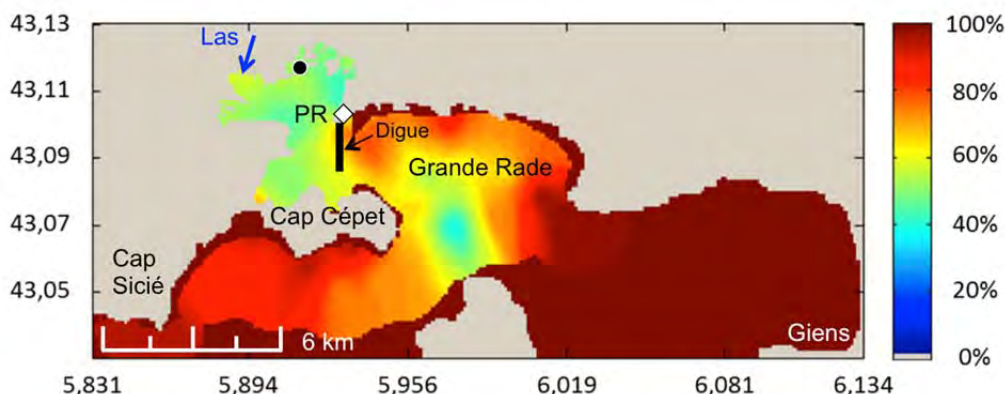 43,13
43,11
43,09
43,07
43,05
Las
PR
Digue
Grande Rade
Cap Cépet
Cap
Sicié
6 km
Giens
5,831 5,894 5,956 6,019 6,081 6,134
100%
80%
60%
40%
20%
0%